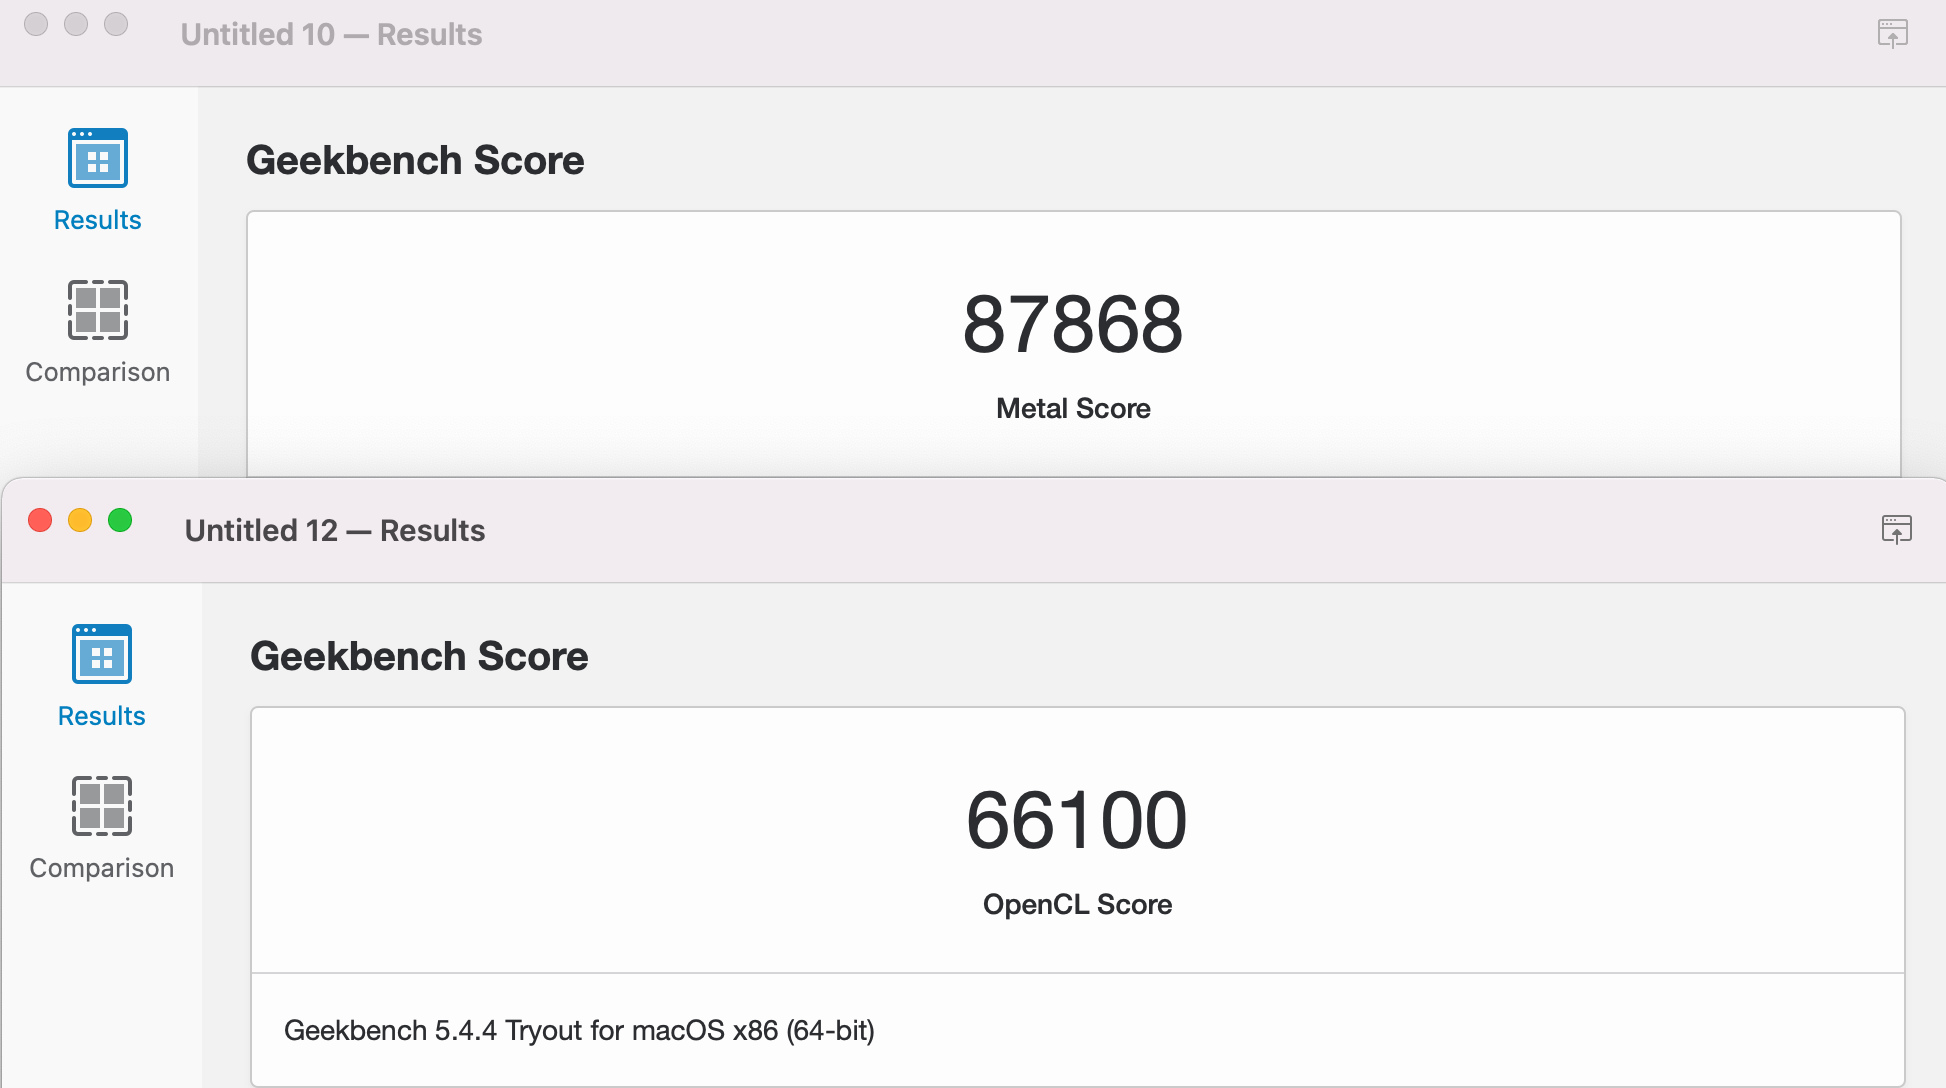 Untitled 10 — Results
Results
Comparison
Geekbench Score
87868
Metal Score
Untitled 12 — Results
Results
Comparison
Geekbench Score
66100
OpenCL Score
Geekbench 5.4.4 Tryout for macOS x86 (64-bit)